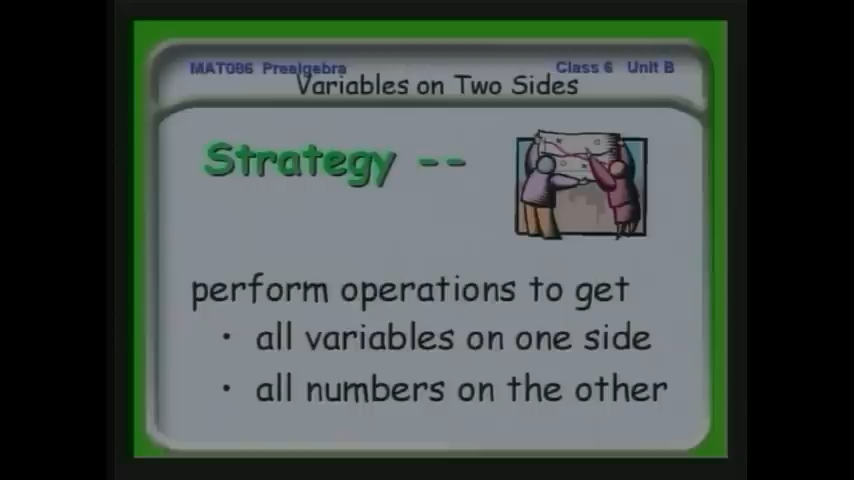 MAT086 Prealgebra Class 6 Unit B
Variables on Two Sides
Strategy --
perform operations to get
• all variables on one side
• all numbers on the other